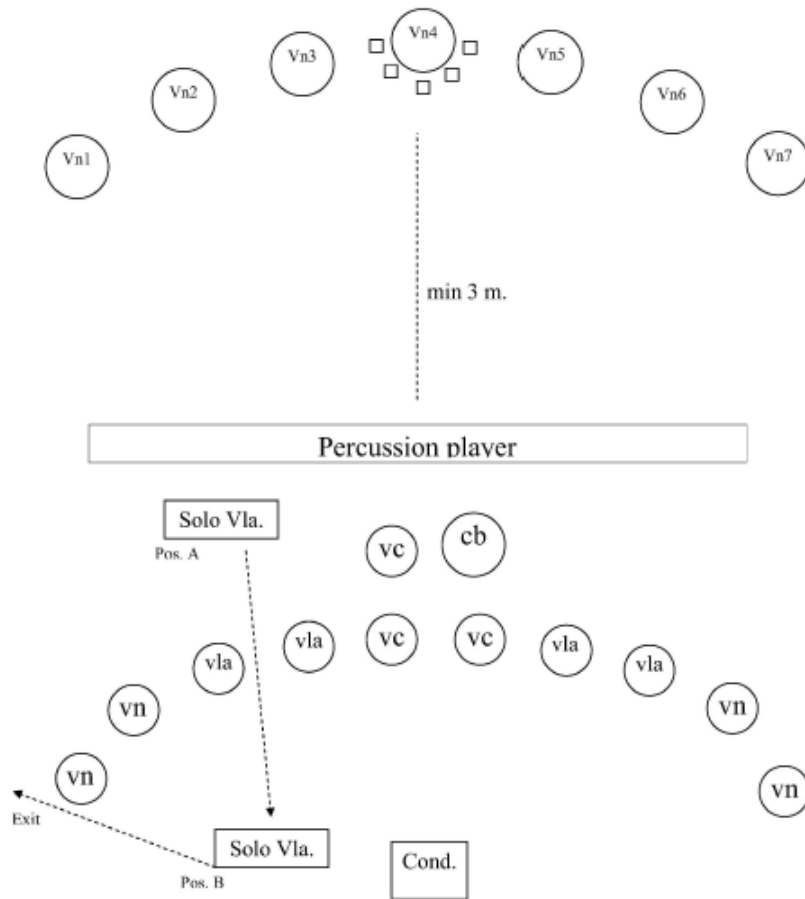 Vn4
Vn3
Vn5
Vn2
Vn6
Vn1
Vn7
min 3 m.
Percussion player
Solo Vla.
Pos. A
vc
cb
vla
vla
vc
vc
vla
vla
vn
vn
vn
vn
Exit
Solo Vla.
Cond.
Pos. B